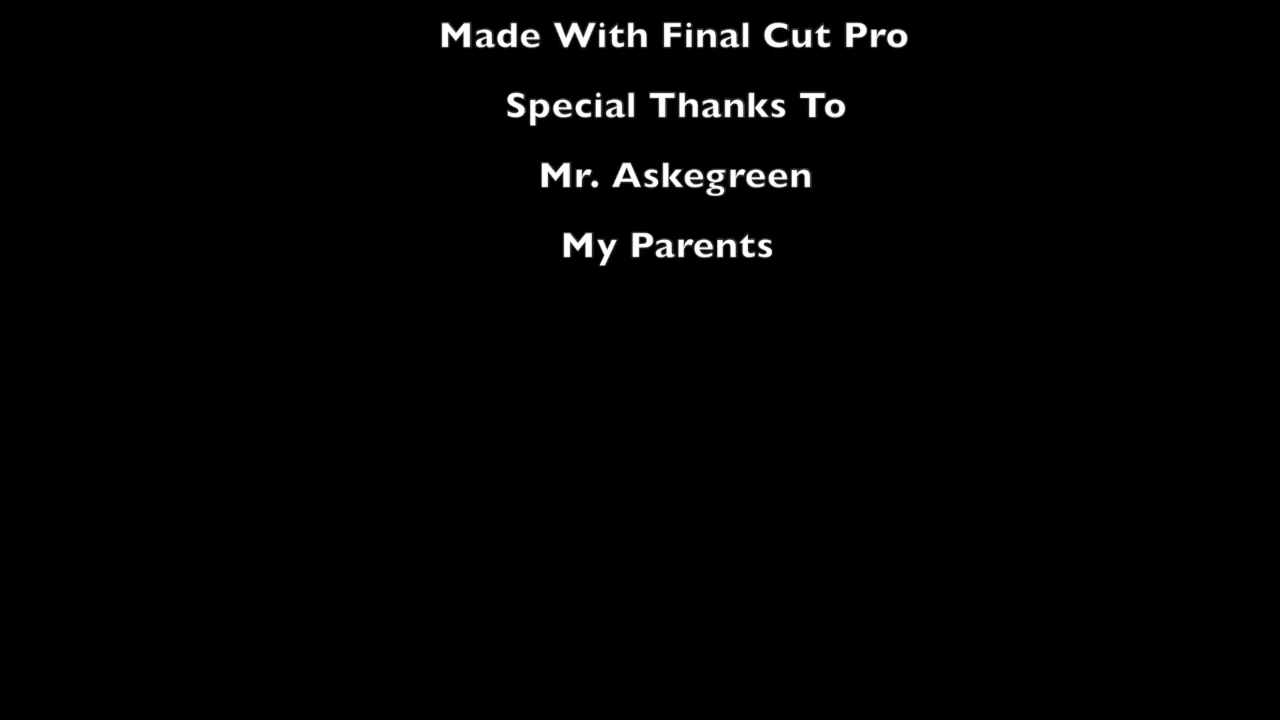 Made With Final Cut Pro
Special Thanks To
Mr. Askegreen
My Parents